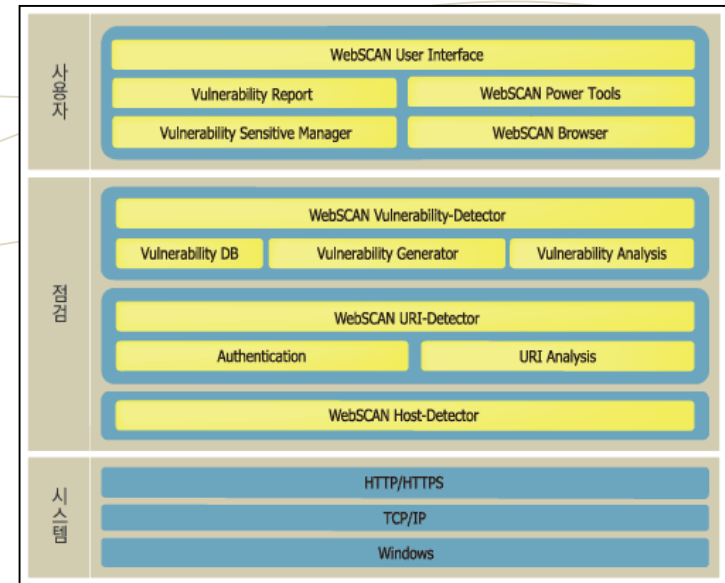 사용자
WebSCAN User Interface
Vulnerability Report
WebSCAN Power Tools
Vulnerability Sensitive Manager
WebSCAN Browser
점검
WebSCAN Vulnerability-Detector
Vulnerability DB
Vulnerability Generator
Vulnerability Analysis
WebSCAN URI-Detector
Authentication
URI Analysis
WebSCAN Host-Detector
시스템
HTTP/HTTPS
TCP/IP
Windows